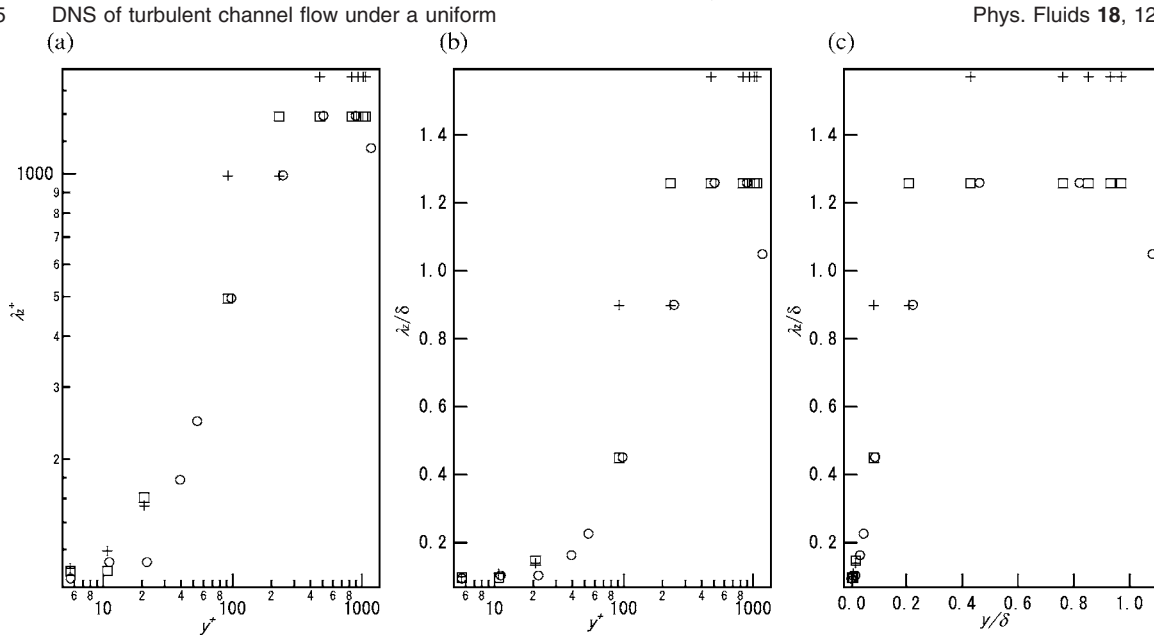 5 DNS of turbulent channel flow under a uniform Phys. Fluids 18, 12
(a) (b) (c)
1000
9
8
7
6
5
4
3
2
λz+
6 8 10 2 4 6 8 100 2 4 6 8 1000
y+
1.4
1.2
1.0
0.8
0.6
0.4
0.2
λz/δ
6 8 10 2 4 6 8 100 2 4 6 8 1000
y+
1.4
1.2
1.0
0.8
0.6
0.4
0.2
λz/δ
0.0 0.2 0.4 0.6 0.8 1.0
y/δ